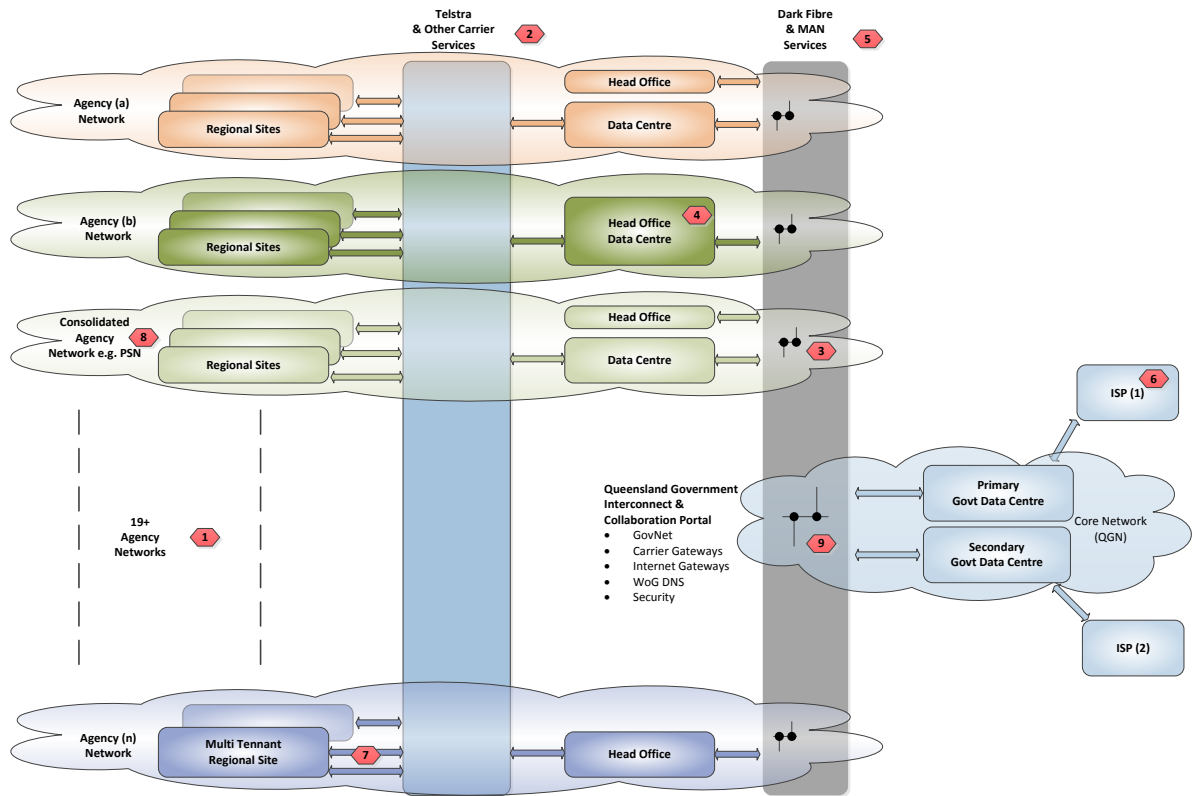 Telstra
& Other Carrier
Services
2
Dark Fibre
& MAN
Services
5
Agency (a)
Network
Regional Sites
Head Office
Data Centre
Agency (b)
Network
Regional Sites
Head Office
Data Centre
4
Consolidated
Agency
Network e.g. PSN
8
Regional Sites
Head Office
Data Centre
3
ISP (1)
6
19+
Agency
Networks
1
Queensland Government
Interconnect &
Collaboration Portal
• GovNet
• Carrier Gateways
• Internet Gateways
• WoG DNS
• Security
9
Primary
Govt Data Centre
Secondary
Govt Data Centre
Core Network
(QGN)
ISP (2)
Agency (n)
Network
Multi Tennant
Regional Site
7
Head Office